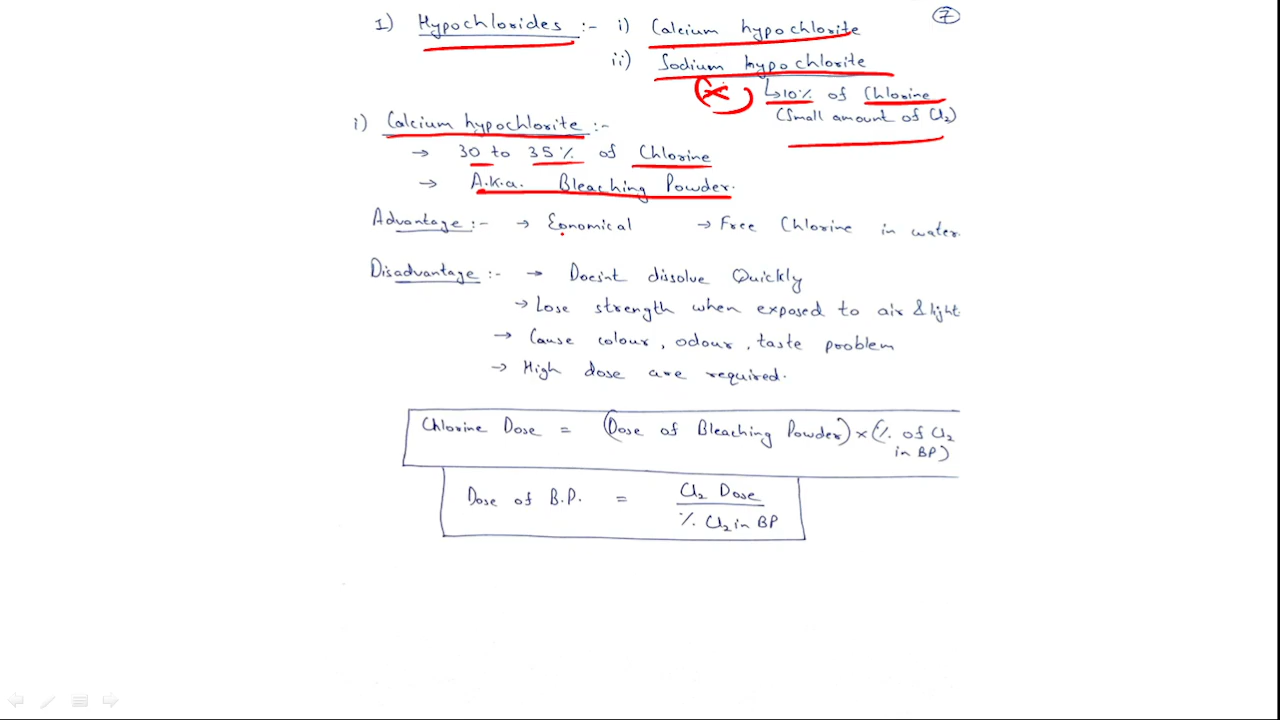 7
1) Hypochlorides :- i) Calcium hypochlorite
ii) Sodium hypochlorite
↳10% of Chlorine
(Small amount of Cl2)
i) Calcium hypochlorite :-
→ 30 to 35% of Chlorine
→ A.K.a. Bleaching Powder.
Advantage :- → Economical → Free Chlorine in water.
Disadvantage :- → Doesn't dissolve Quickly
→ Lose strength when exposed to air & light.
→ Cause colour, odour, taste problem
→ High dose are required.
Chlorine Dose = (Dose of Bleaching Powder) × (% of Cl2
in BP)
Dose of B.P. = Cl2 Dose
% Cl2 in BP